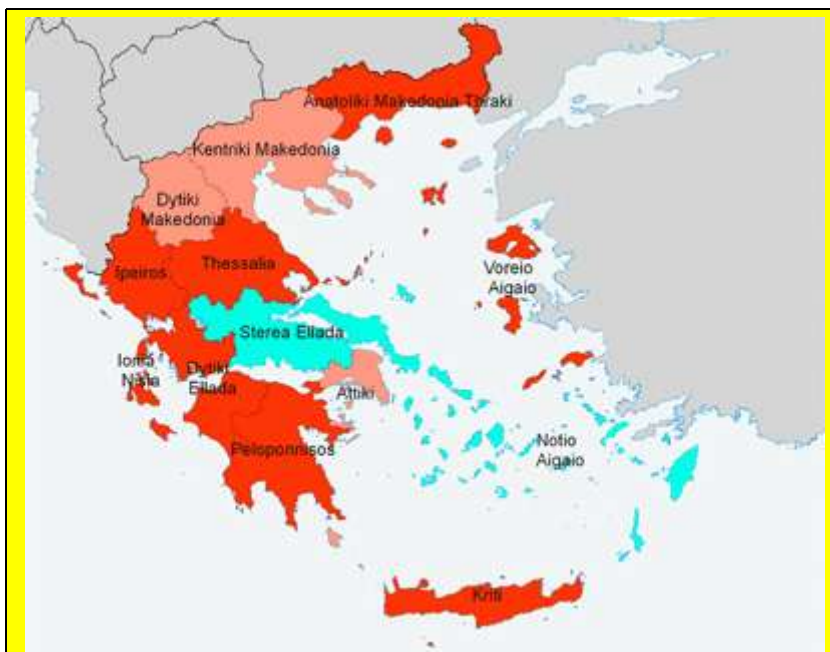 Anatoliki Makedonia Thraki
Kentriki Makedonia
Dytiki
Makedonia
Ipeiros
Thessalia
Voreio
Aigaio
Sterea Ellada
Ionia
Nisia
Dytiki
Ellada
Attiki
Peloponnisos
Notio
Aigaio
Kriti